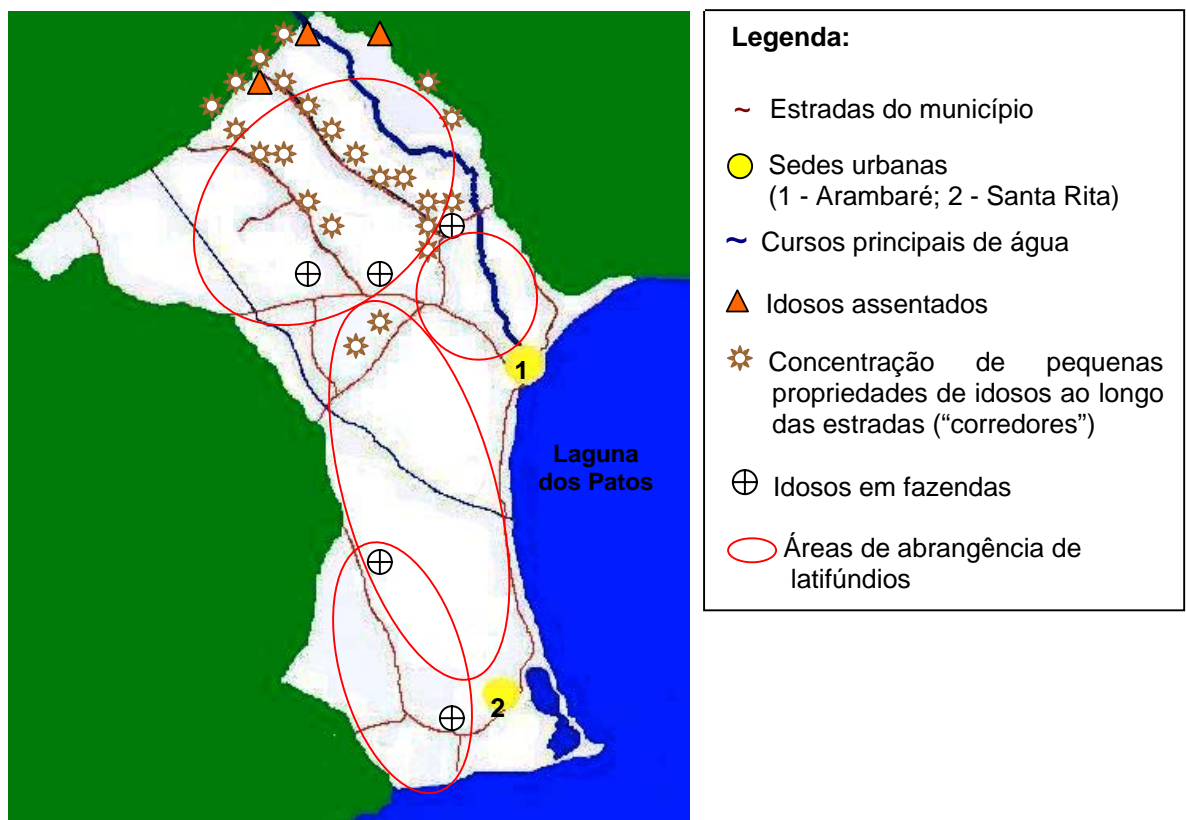 1
Laguna
dos Patos
2
Legenda:
~ Estradas do município
Sedes urbanas
(1 - Arambaré; 2 - Santa Rita)
~ Cursos principais de água
Idosos assentados
Concentração de pequenas
propriedades de idosos ao longo
das estradas (“corredores”)
Idosos em fazendas
Áreas de abrangência de
latifúndios